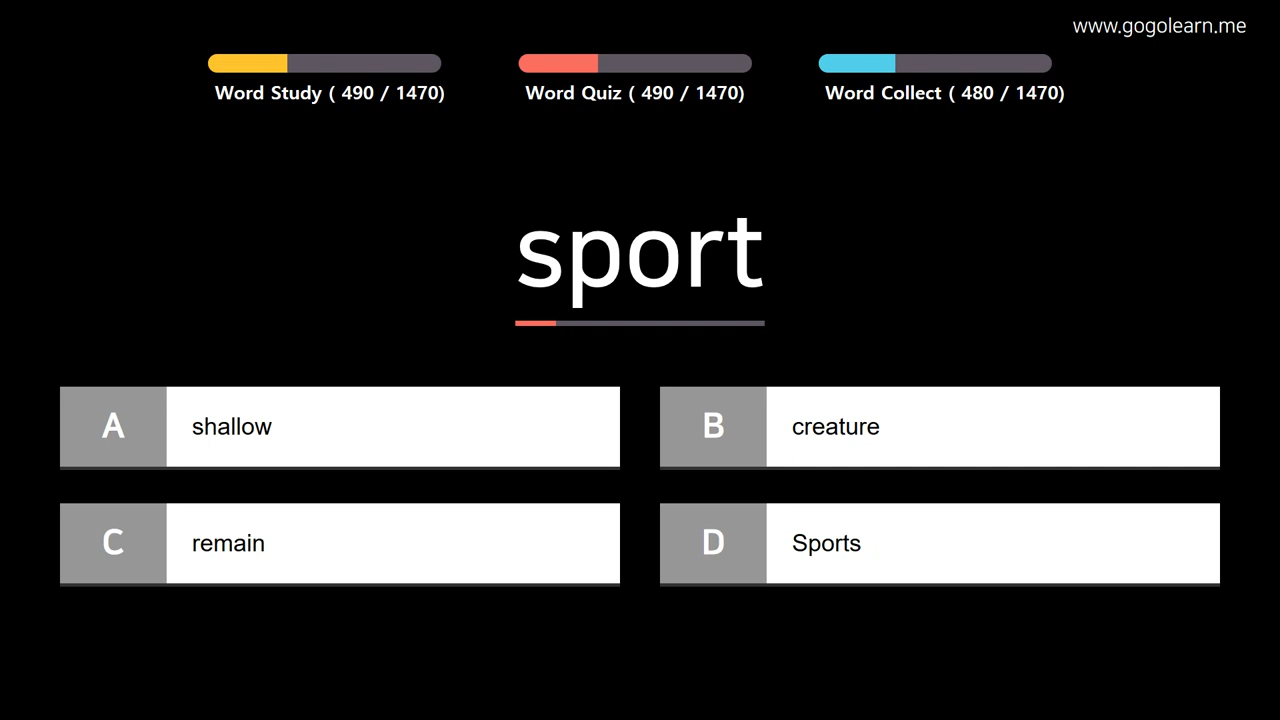 www.gogolearn.me
Word Study ( 490 / 1470)
Word Quiz ( 490 / 1470)
Word Collect ( 480 / 1470)
sport
A shallow
B creature
C remain
D Sports